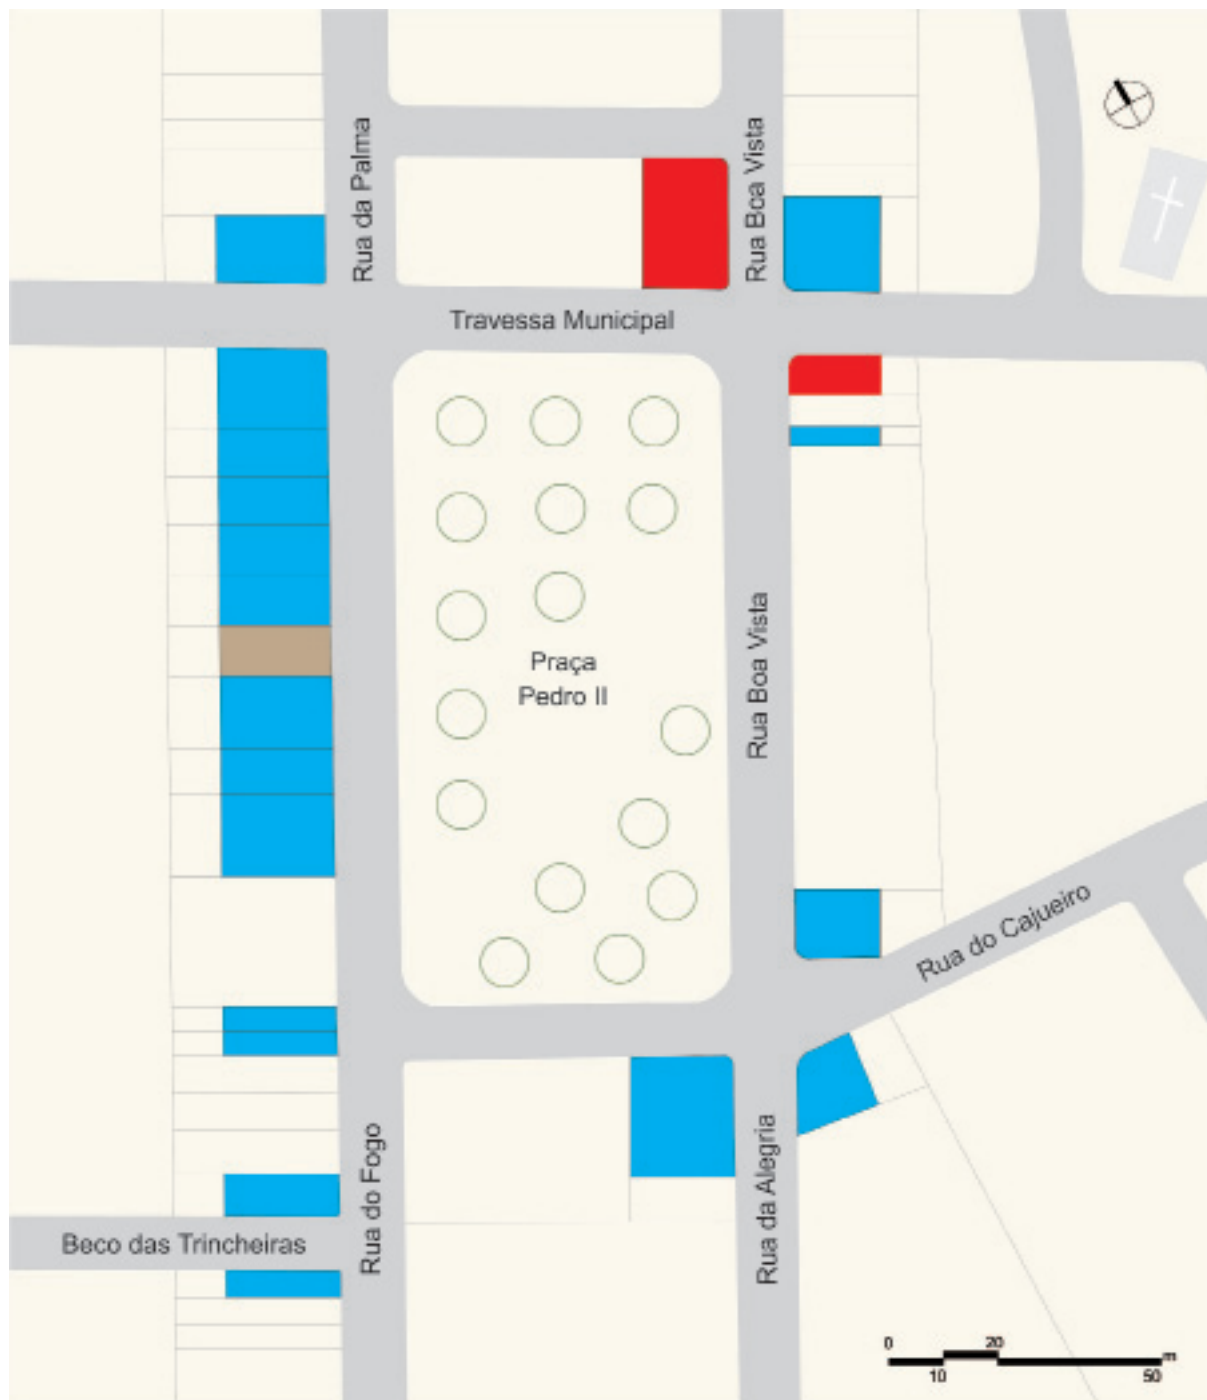 Rua da Palma
Rua Boa Vista
Travessa Municipal
Praça
Pedro II
Rua Boa Vista
Rua do Cajueiro
Rua do Fogo
Rua da Alegria
Beco das Trincheiras
0 20 m
10 50